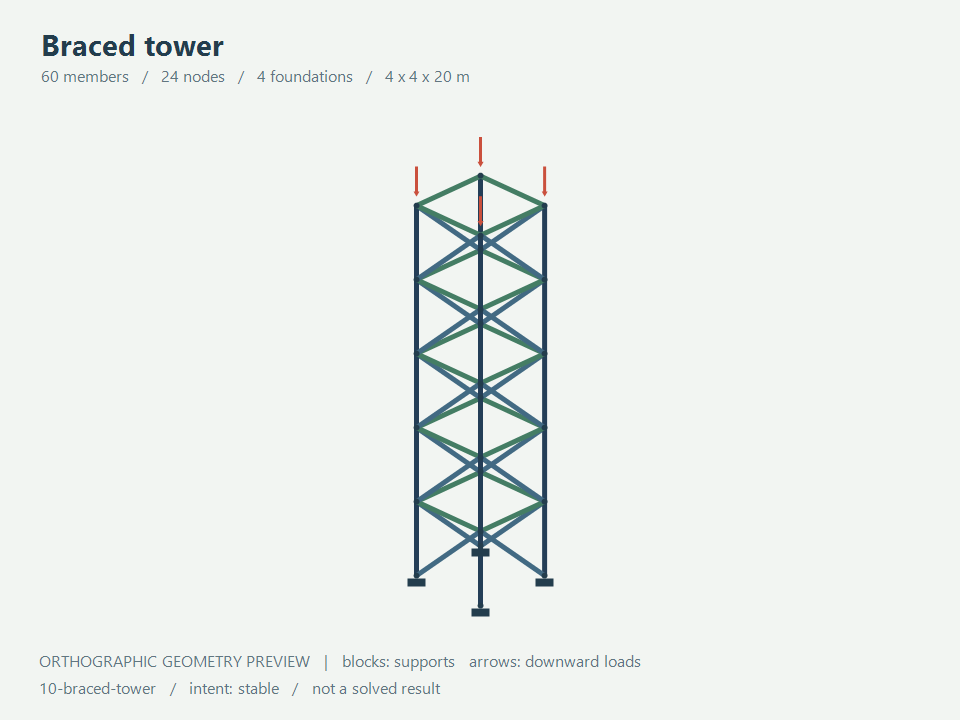 Braced tower
60 members / 24 nodes / 4 foundations / 4 x 4 x 20 m
ORTHOGRAPHIC GEOMETRY PREVIEW | blocks: supports arrows: downward loads
10-braced-tower / intent: stable / not a solved result